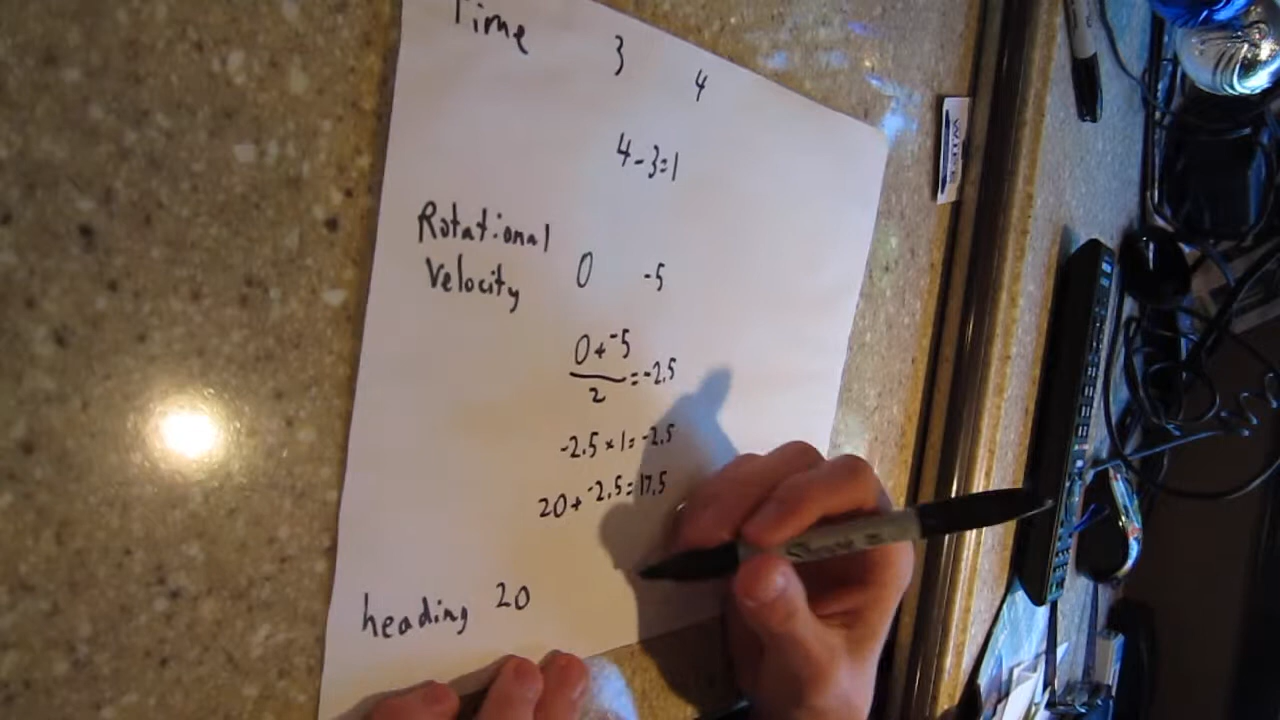 Time 3 4
4-3=1
Rotational
Velocity 0 -5
0+-5
2 =-2.5
-2.5×1=-2.5
20+-2.5=17.5
heading 20